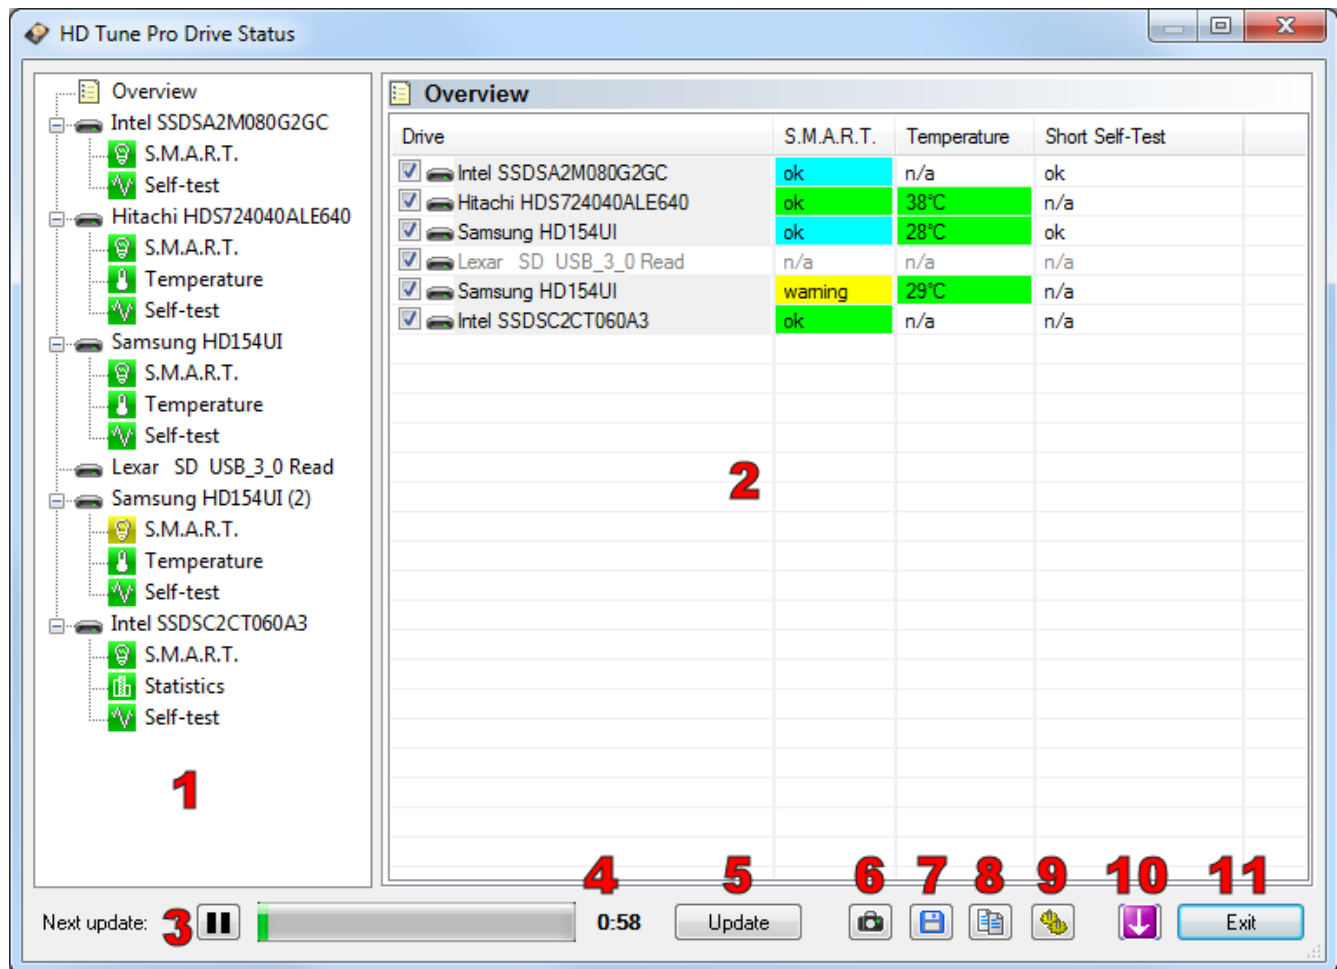 HD Tune Pro Drive Status
Overview
Intel SSDSA2M080G2GC
S.M.A.R.T.
Self-test
Hitachi HDS724040ALE640
S.M.A.R.T.
Temperature
Self-test
Samsung HD154UI
S.M.A.R.T.
Temperature
Self-test
Lexar SD USB_3_0 Read
Samsung HD154UI (2)
S.M.A.R.T.
Temperature
Self-test
Intel SSDSC2CT060A3
S.M.A.R.T.
Statistics
Self-test
1
Overview
Drive S.M.A.R.T. Temperature Short Self-Test
Intel SSDSA2M080G2GC ok n/a ok
Hitachi HDS724040ALE640 ok 38°C n/a
Samsung HD154UI ok 28°C ok
Lexar SD USB_3_0 Read n/a n/a n/a
Samsung HD154UI warning 29°C n/a
Intel SSDSC2CT060A3 ok n/a n/a
2
4 5 6 7 8 9 10 11
Next update: 3 0:58 Update Exit